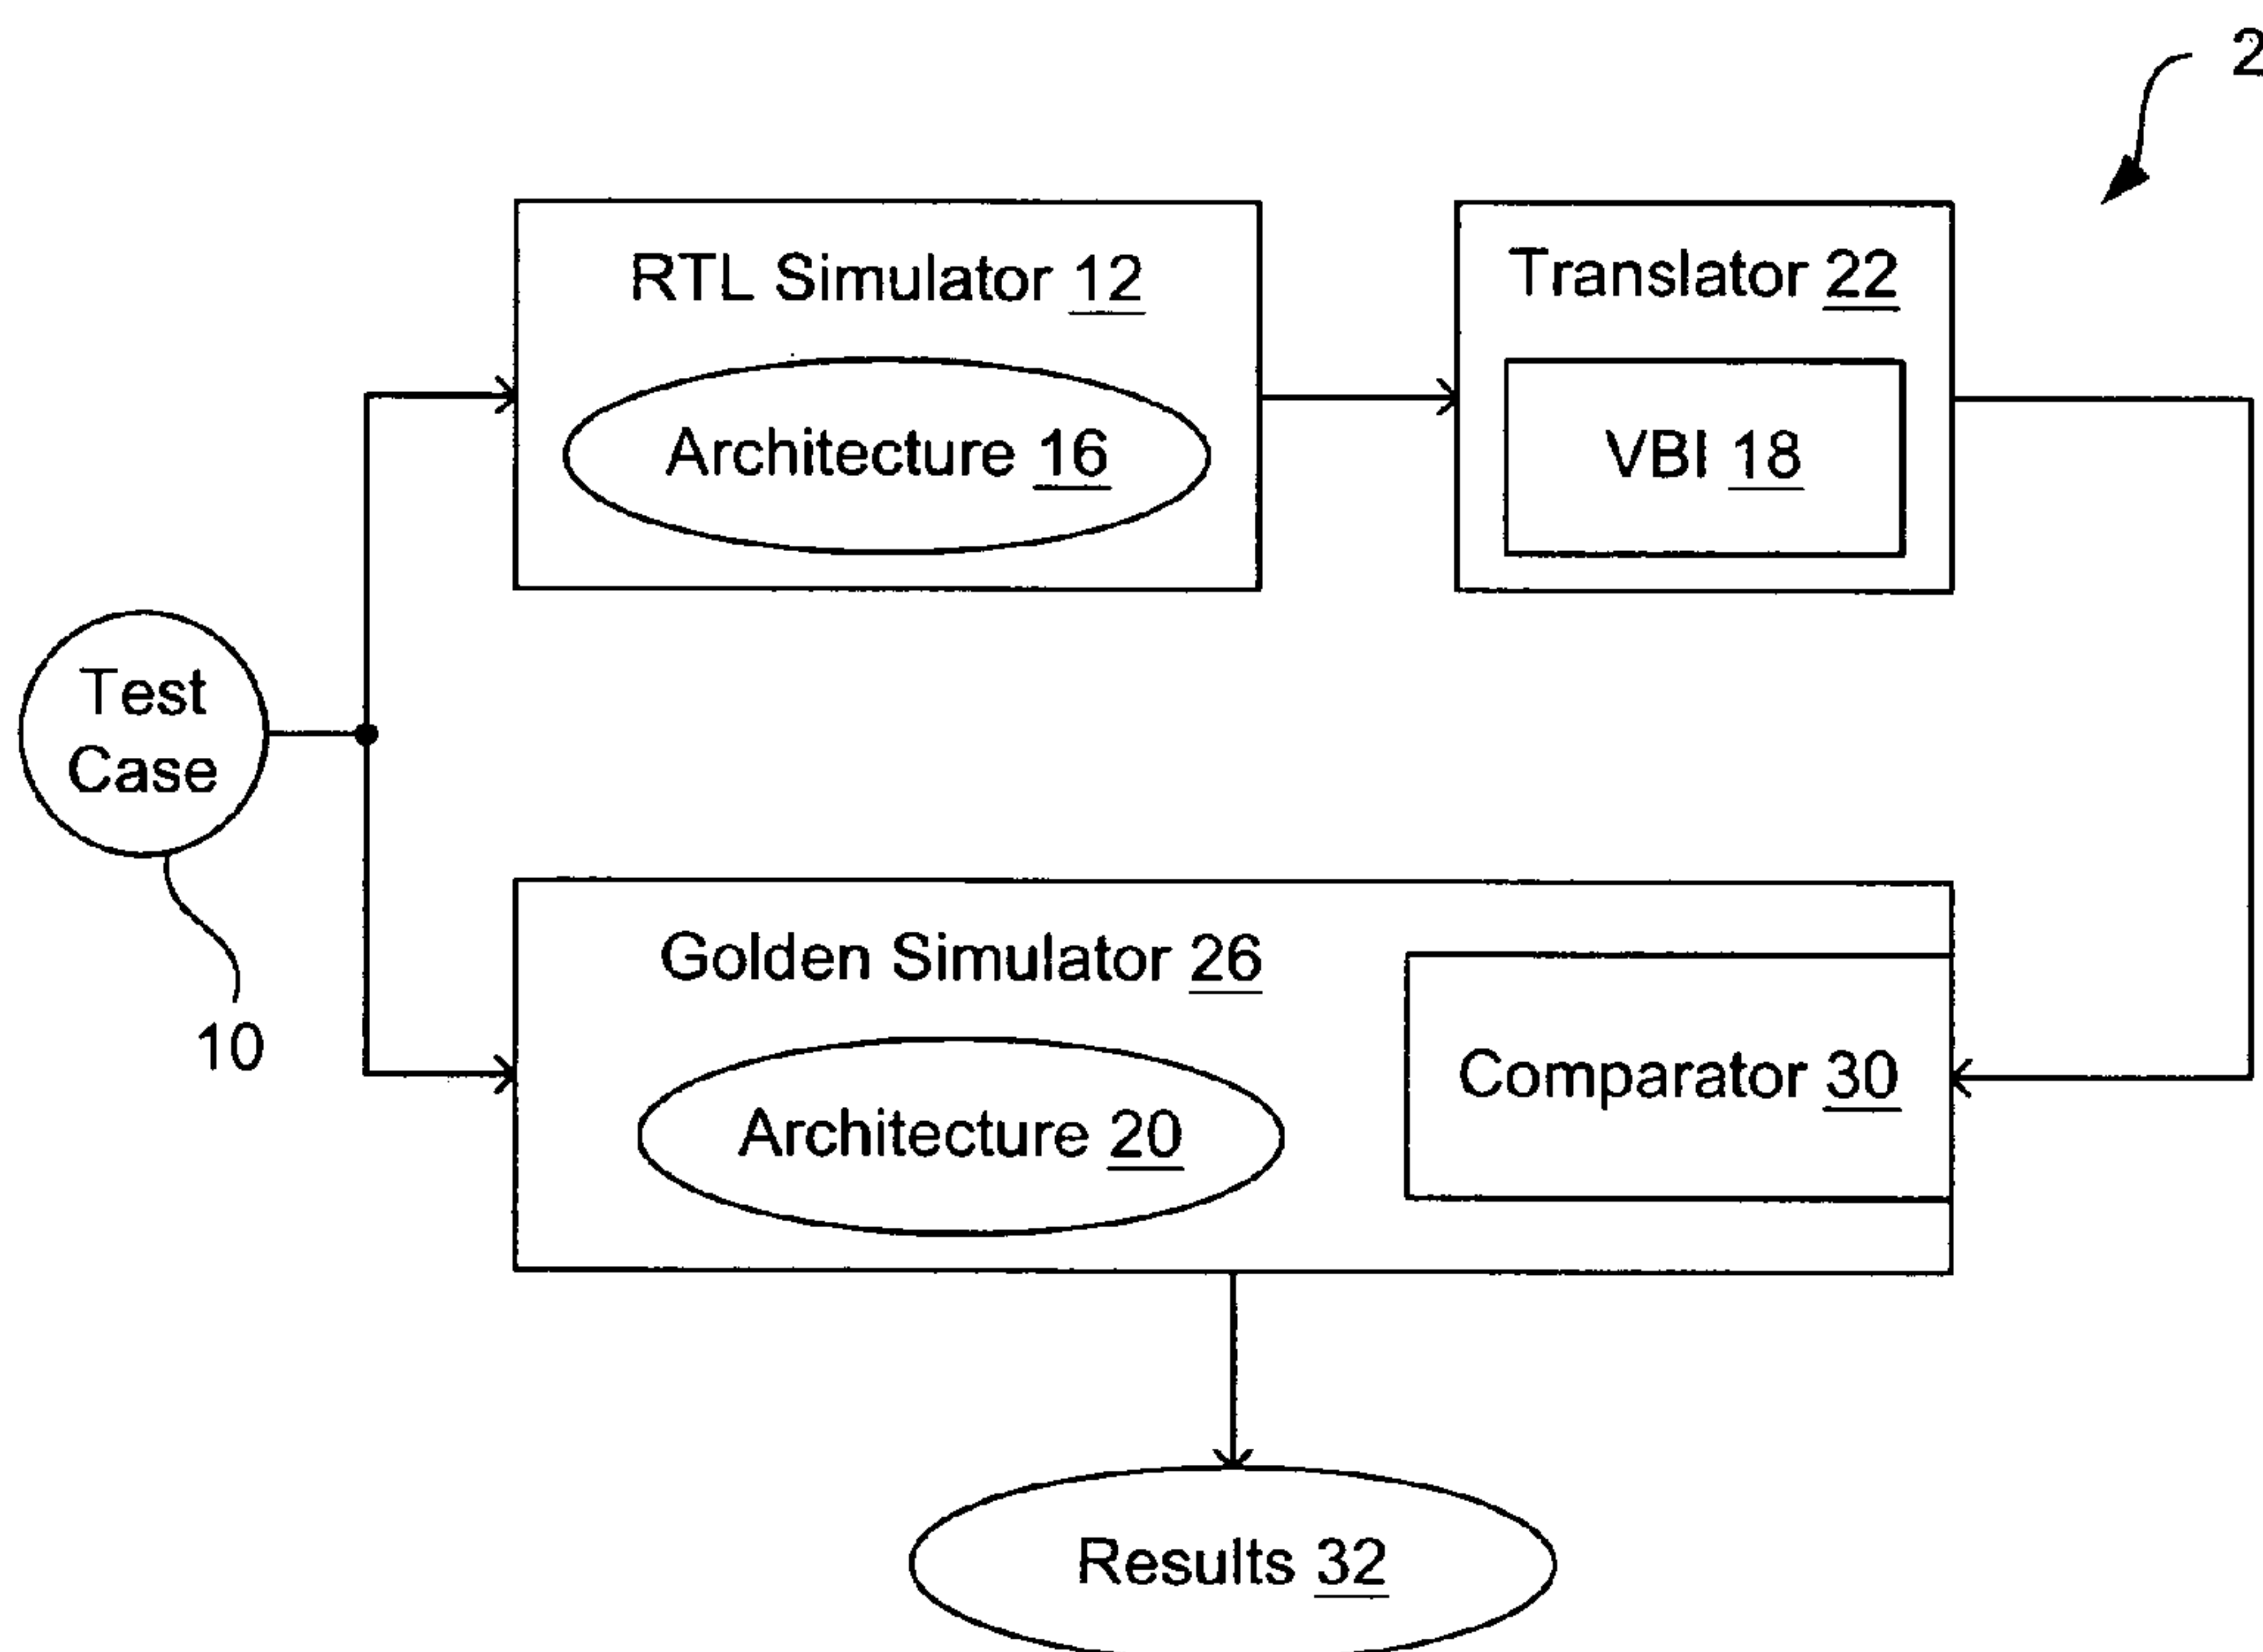 2
RTL Simulator 12
Architecture 16
Translator 22
VBI 18
Test
Case
10
Golden Simulator 26
Architecture 20
Comparator 30
Results 32